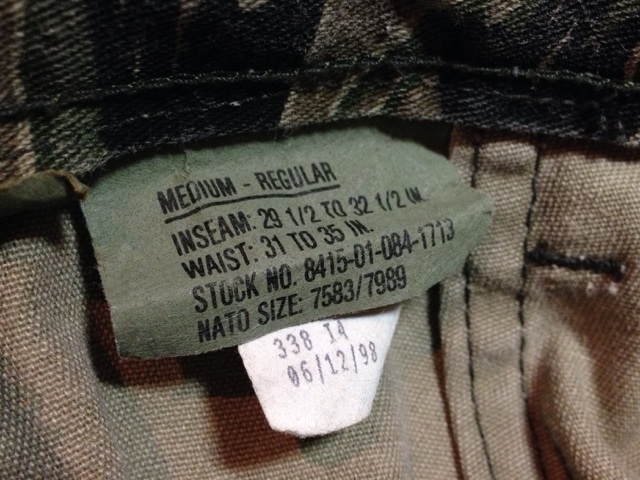 MEDIUM - REGULAR
INSEAM: 29 1/2 TO 32 1/2 IN.
WAIST: 31 TO 35 IN.
STOCK NO. 8415-01-084-1713
NATO SIZE: 7583/7989
338 I4
06/12/98